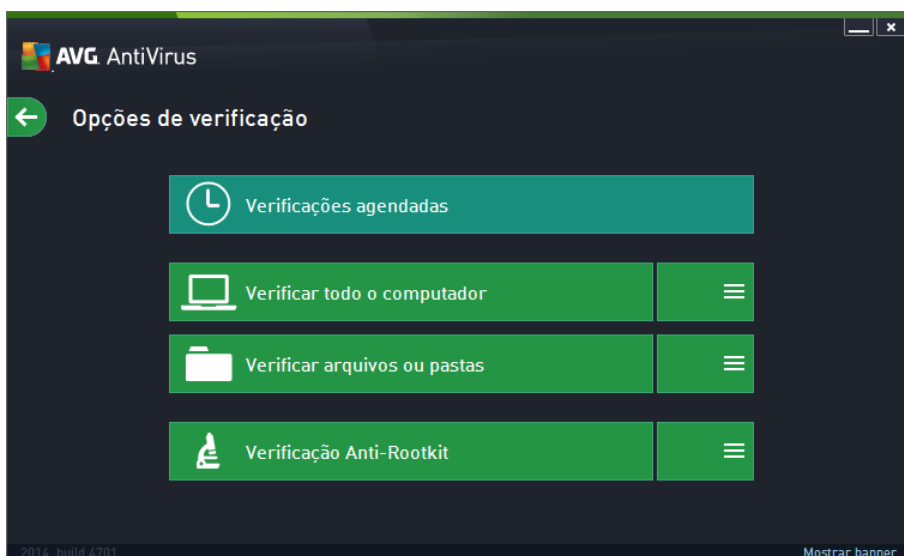 AVG. AntiVirus
Opções de verificação
Verificações agendadas
Verificar todo o computador
Verificar arquivos ou pastas
Verificação Anti-Rootkit
2014 build 4701
Mostrar banner